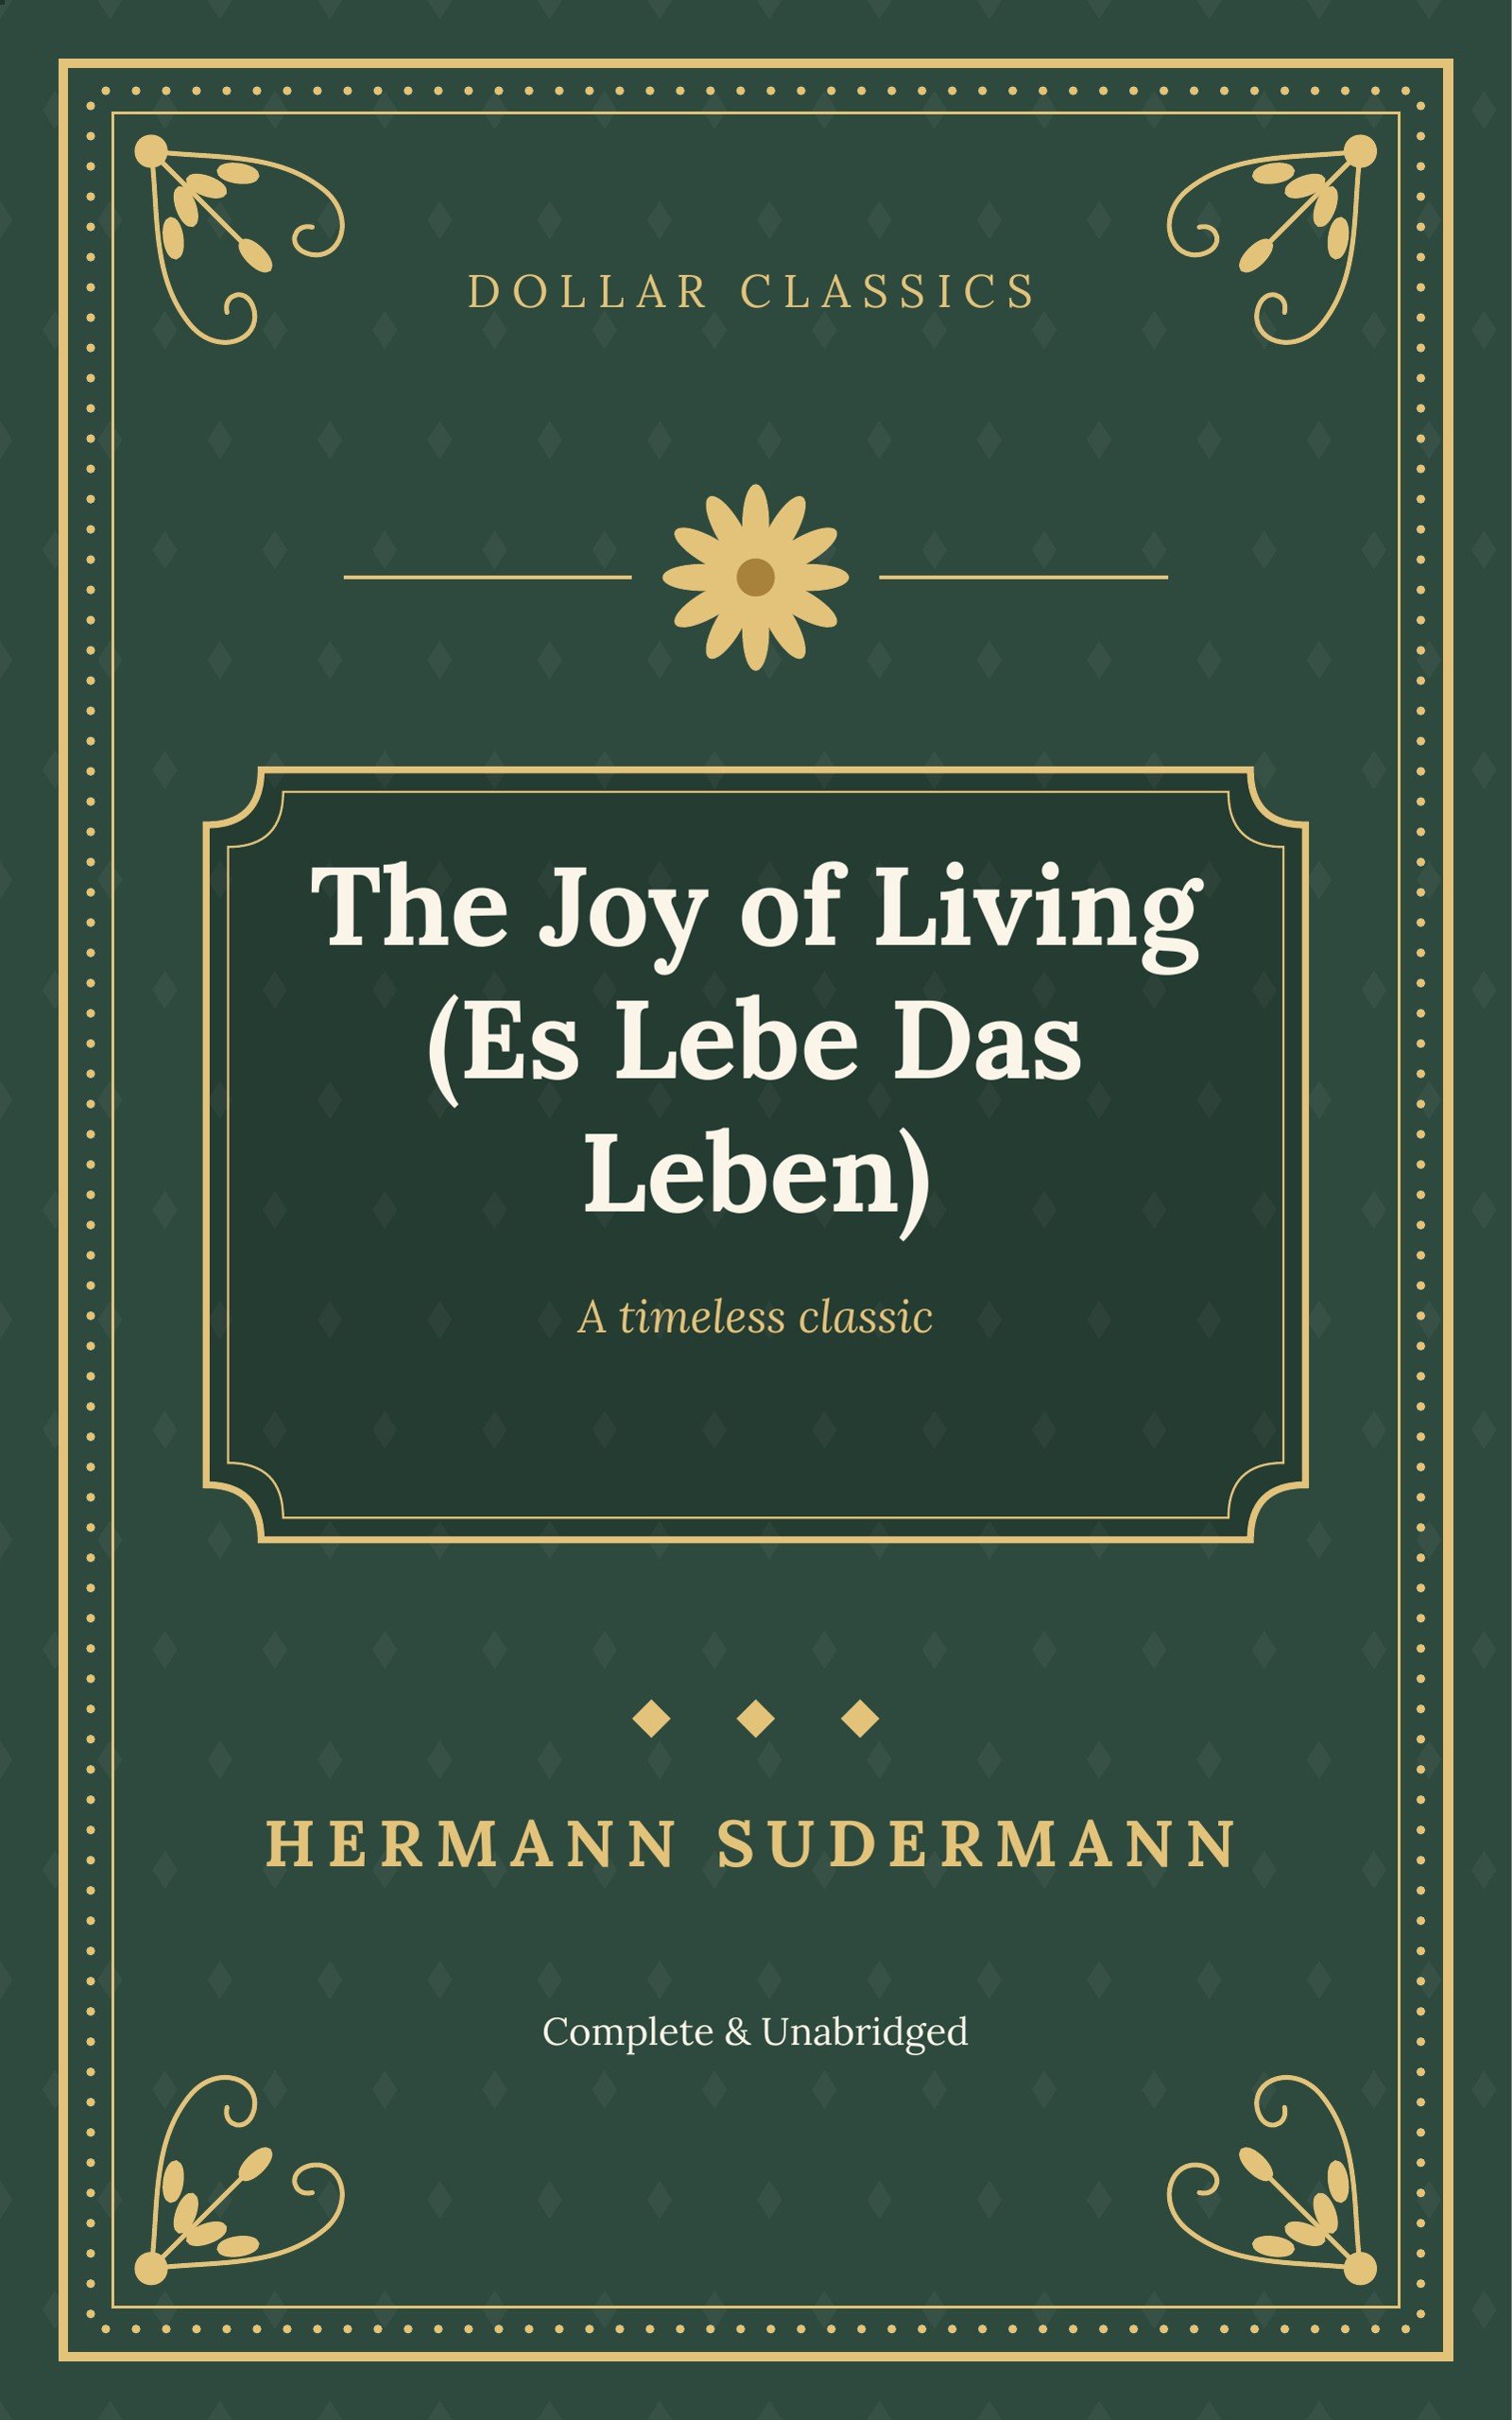 DOLLAR CLASSICS
The Joy of Living
(Es Lebe Das
Leben)
A timeless classic
HERMANN SUDERMANN
Complete & Unabridged